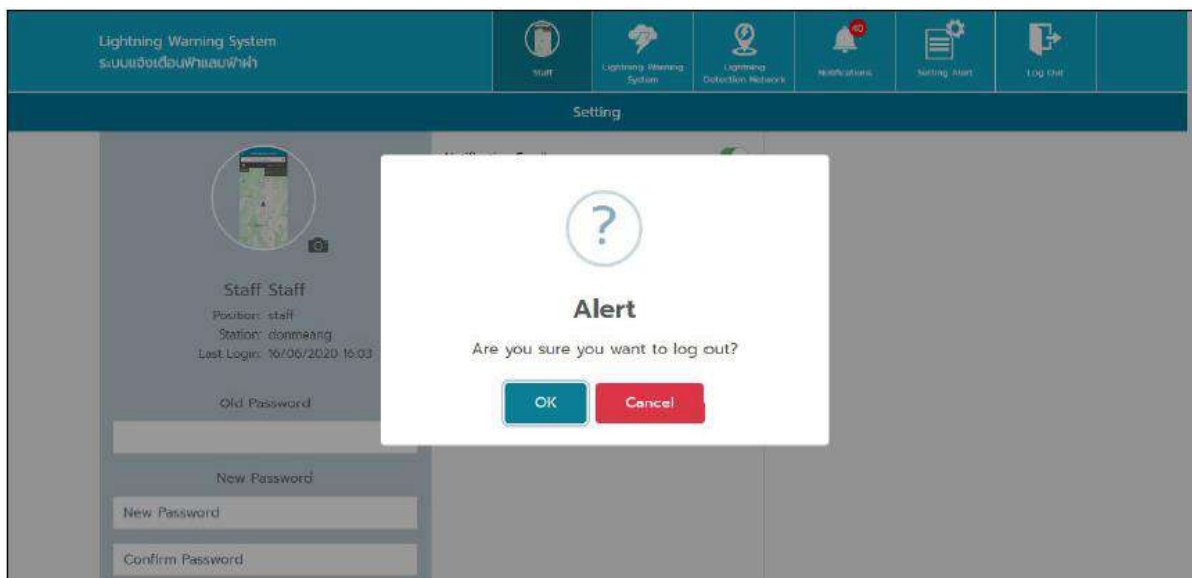 Lightning Warning System
ระบบแจ้งเตือนฟ้าแลบฟ้าผ่า
Staff
Lightning Warning
System
Lightning
Detection Network
40
Notifications
Setting Alert
Log Out
Setting
Staff Staff
Position: staff
Station: donmeang
Last Login: 16/06/2020 16:03
Old Password
New Password
New Password
Confirm Password
?
Alert
Are you sure you want to log out?
OK
Cancel